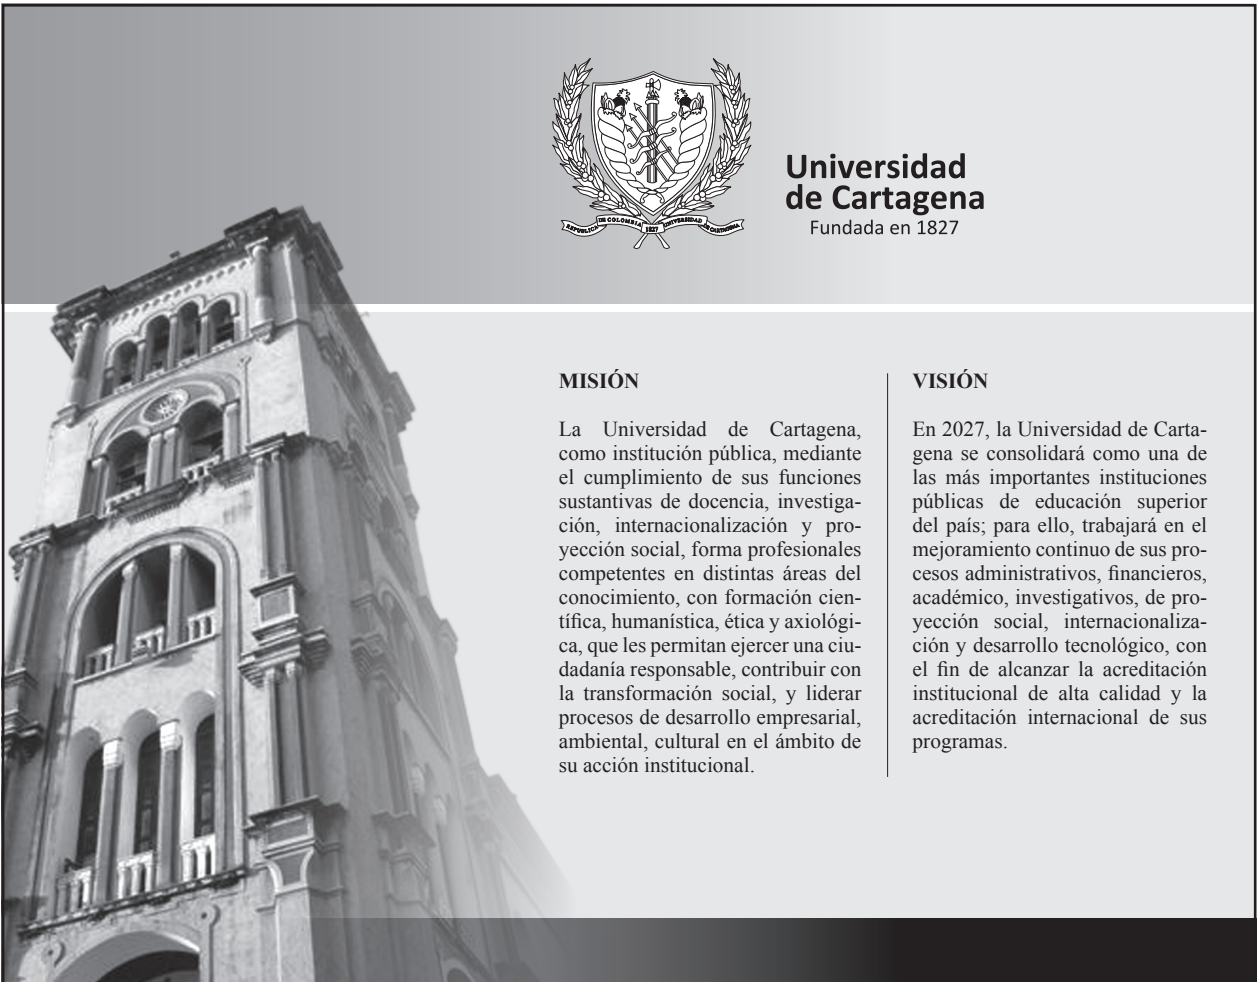 REPUBLICA DE COLOMBIA 1827 UNIVERSIDAD DE CARTAGENA
Universidad
de Cartagena
Fundada en 1827
MISIÓN
La Universidad de Cartagena,
como institución pública, mediante
el cumplimiento de sus funciones
sustantivas de docencia, investiga-
ción, internacionalización y pro-
yección social, forma profesionales
competentes en distintas áreas del
conocimiento, con formación cien-
tífica, humanística, ética y axiológi-
ca, que les permitan ejercer una ciu-
dadanía responsable, contribuir con
la transformación social, y liderar
procesos de desarrollo empresarial,
ambiental, cultural en el ámbito de
su acción institucional.
VISIÓN
En 2027, la Universidad de Carta-
gena se consolidará como una de
las más importantes instituciones
públicas de educación superior
del país; para ello, trabajará en el
mejoramiento continuo de sus pro-
cesos administrativos, financieros,
académico, investigativos, de pro-
yección social, internacionaliza-
ción y desarrollo tecnológico, con
el fin de alcanzar la acreditación
institucional de alta calidad y la
acreditación internacional de sus
programas.